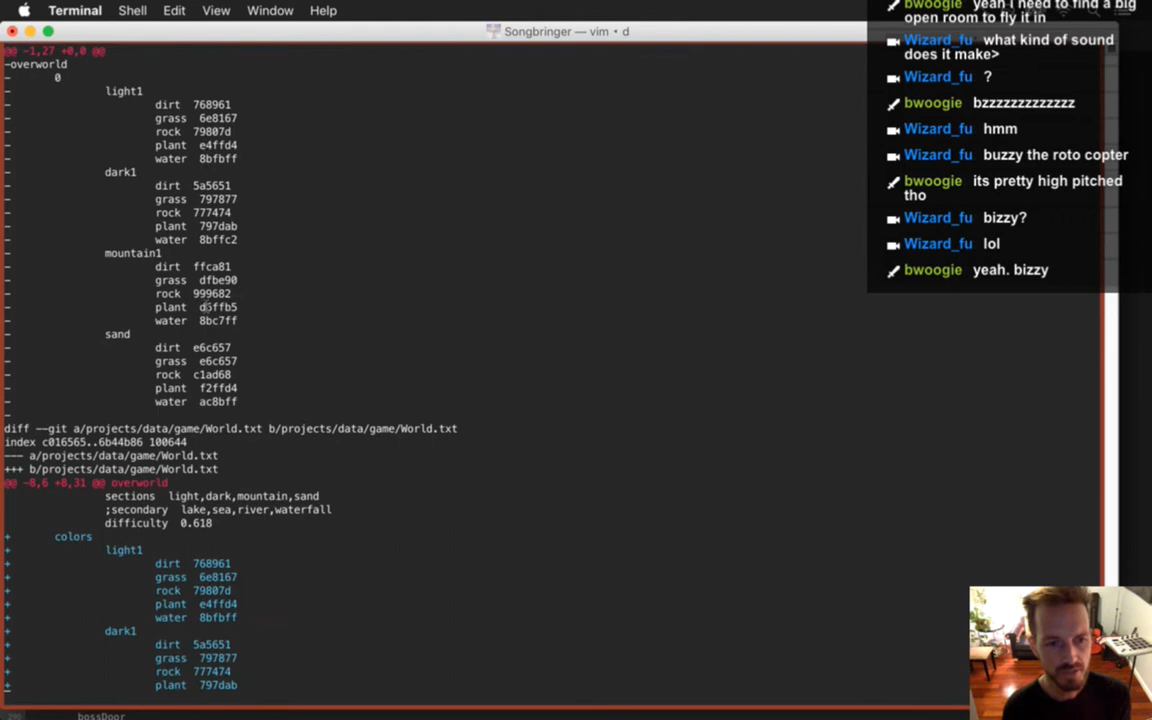 Terminal Shell Edit View Window Help
Songbringer — vim • d
@@ -1,27 +0,0 @@
-overworld
- 0
- light1
- dirt 768961
- grass 6e8167
- rock 79807d
- plant e4ffd4
- water 8bfbff
- dark1
- dirt 5a5651
- grass 797877
- rock 777474
- plant 797dab
- water 8bffc2
- mountain1
- dirt ffca81
- grass dfbe90
- rock 999682
- plant d6ffb5
- water 8bc7ff
- sand
- dirt e6c657
- grass e6c657
- rock c1ad68
- plant f2ffd4
- water ac8bff
-
diff --git a/projects/data/game/World.txt b/projects/data/game/World.txt
index c016565..6b44b86 100644
--- a/projects/data/game/World.txt
+++ b/projects/data/game/World.txt
@@ -8,6 +8,31 @@ overworld
sections light,dark,mountain,sand
;secondary lake,sea,river,waterfall
difficulty 0.618
+ colors
+ light1
+ dirt 768961
+ grass 6e8167
+ rock 79807d
+ plant e4ffd4
+ water 8bfbff
+ dark1
+ dirt 5a5651
+ grass 797877
+ rock 777474
+ plant 797dab
bossDoor
bwoogie yeah i need to find a big
open room to fly it in
Wizard_fu what kind of sound
does it make>
Wizard_fu ?
bwoogie bzzzzzzzzzzzzz
Wizard_fu hmm
Wizard_fu buzzy the roto copter
bwoogie its pretty high pitched
tho
Wizard_fu bizzy?
Wizard_fu lol
bwoogie yeah. bizzy